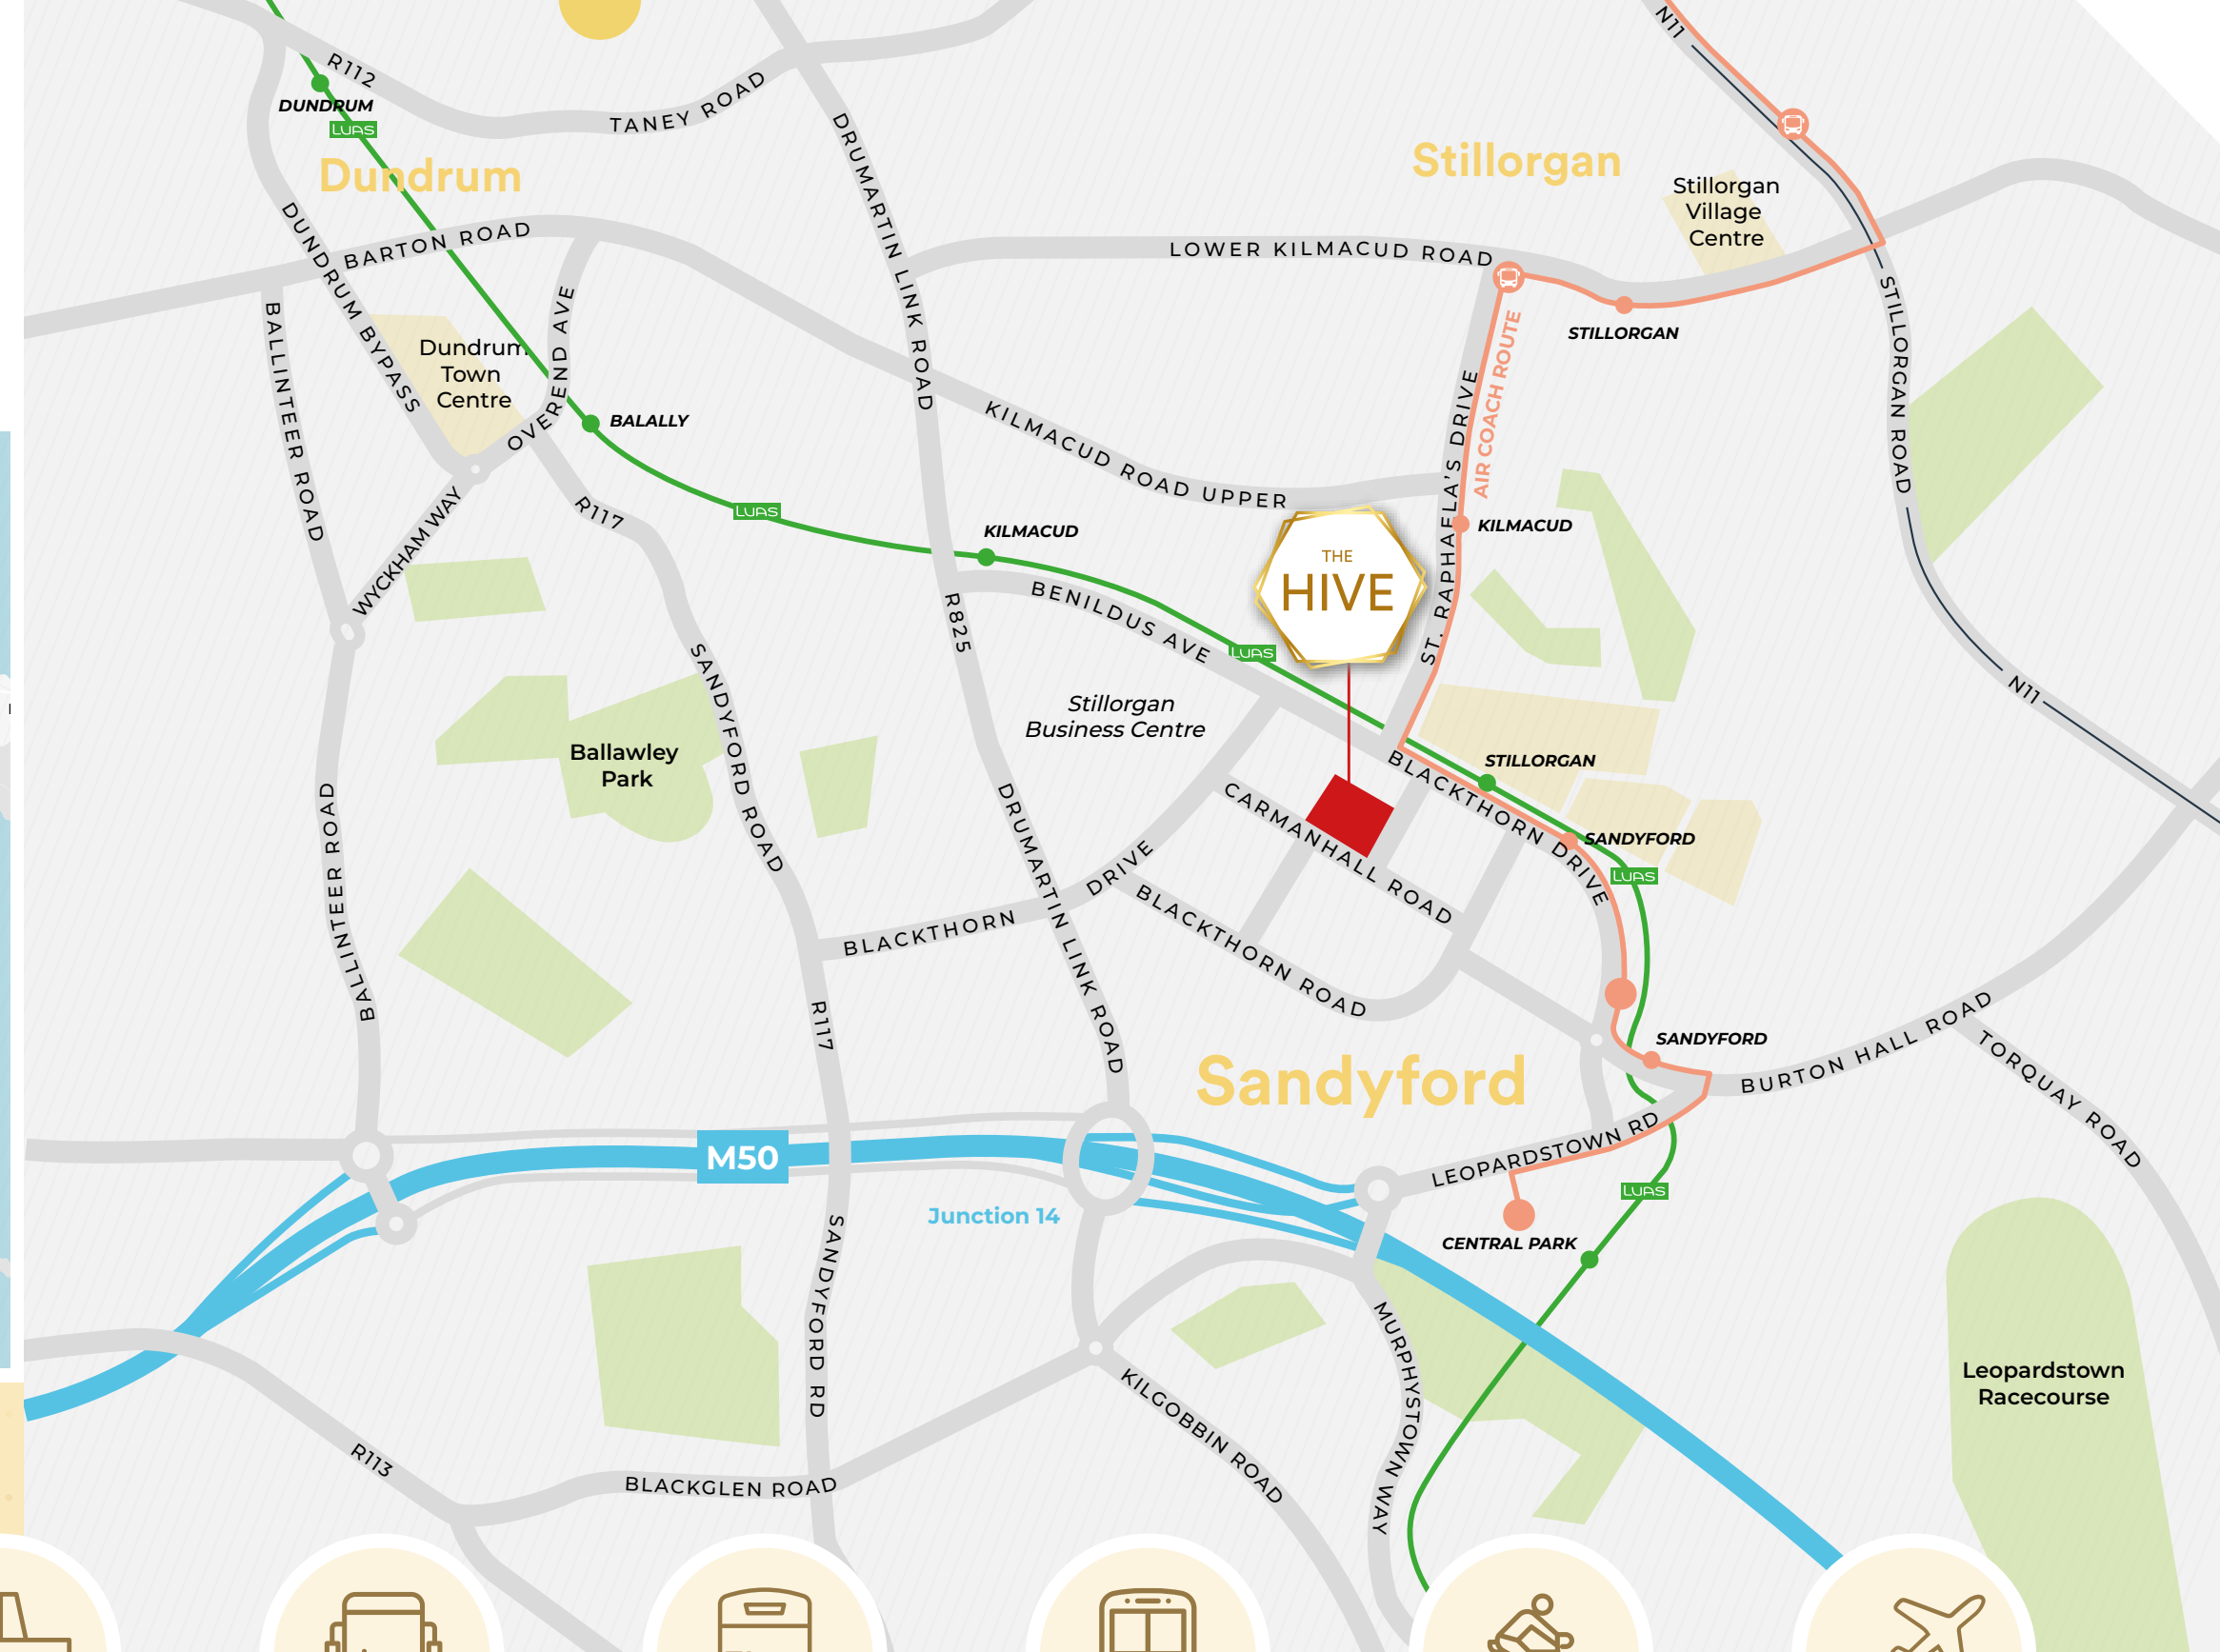 N11
R112
DUNDRUM
LUAS
TANEY ROAD
DRUMARTIN LINK ROAD
Dundrum
Stillorgan
Stillorgan
Village
Centre
DUNDRUM BYPASS
BARTON ROAD
LOWER KILMACUD ROAD
STILLORGAN ROAD
BALLINTEER ROAD
OVEREND AVE
Dundrum
Town
Centre
STILLORGAN
AIR COACH ROUTE
BALALLY
KILMACUD ROAD UPPER
ST. RAPHAELA'S DRIVE
R117
LUAS
KILMACUD
KILMACUD
WYCKHAM WAY
THE
HIVE
BENILDUS AVE
R825
LUAS
SANDYFORD ROAD
N11
Stillorgan
Business Centre
Ballawley
Park
BLACKTHORN DRIVE
STILLORGAN
CARMANHALL ROAD
SANDYFORD
LUAS
BALLINTEER ROAD
DRUMARTIN LINK ROAD
BLACKTHORN DRIVE
BLACKTHORN ROAD
R117
SANDYFORD
Sandyford
BURTON HALL ROAD
TORQUAY ROAD
LEOPARDSTOWN RD
M50
LUAS
Junction 14
SANDYFORD RD
CENTRAL PARK
MURPHYSTOWN WAY
Leopardstown
Racecourse
KILGOBBIN ROAD
R113
BLACKGLEN ROAD